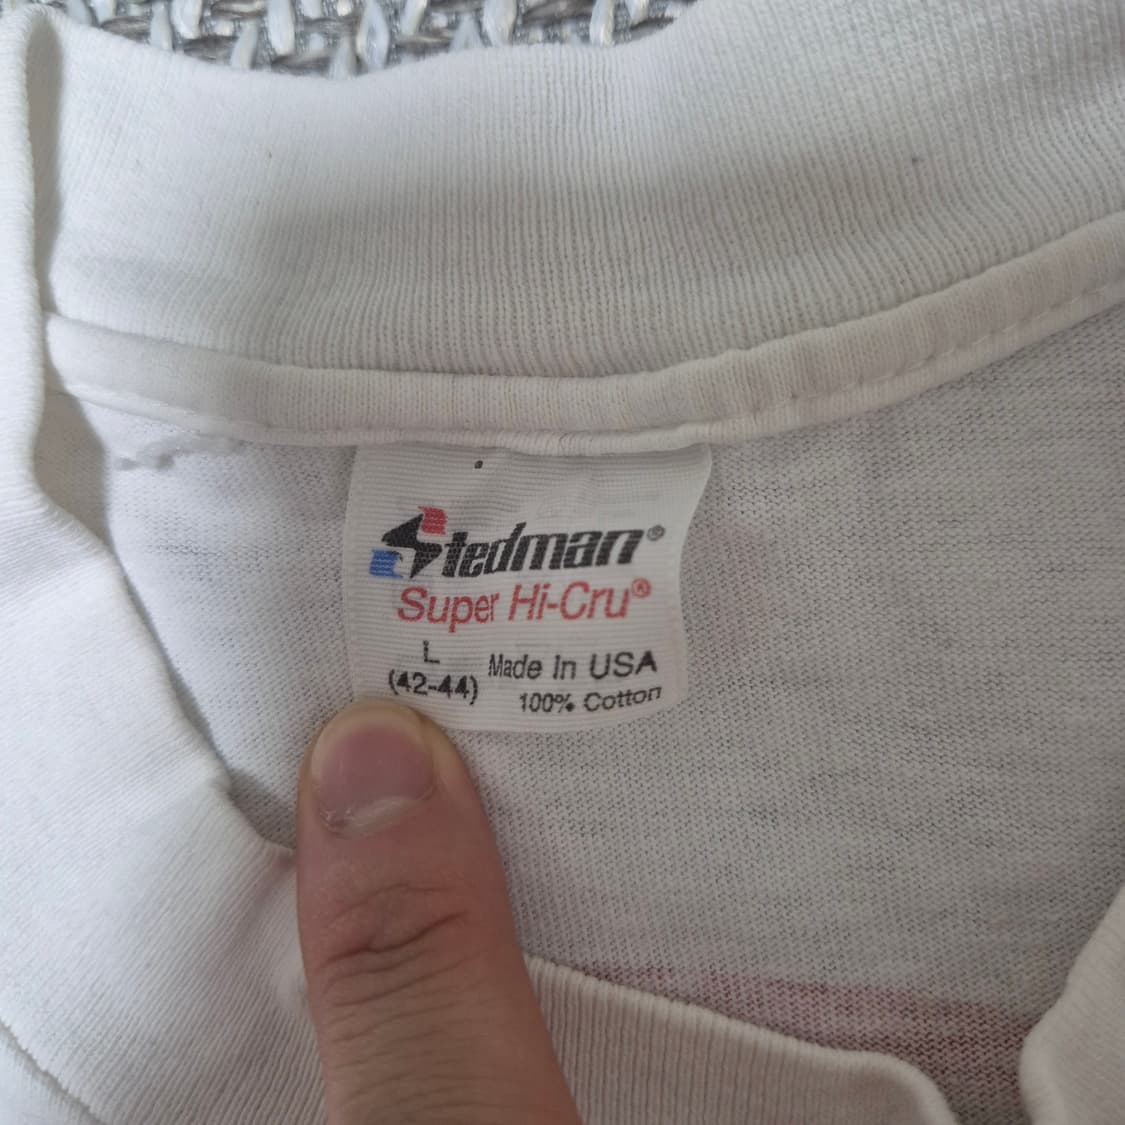 Stedman®
Super Hi-Cru®
L
(42-44)
Made In USA
100% Cotton